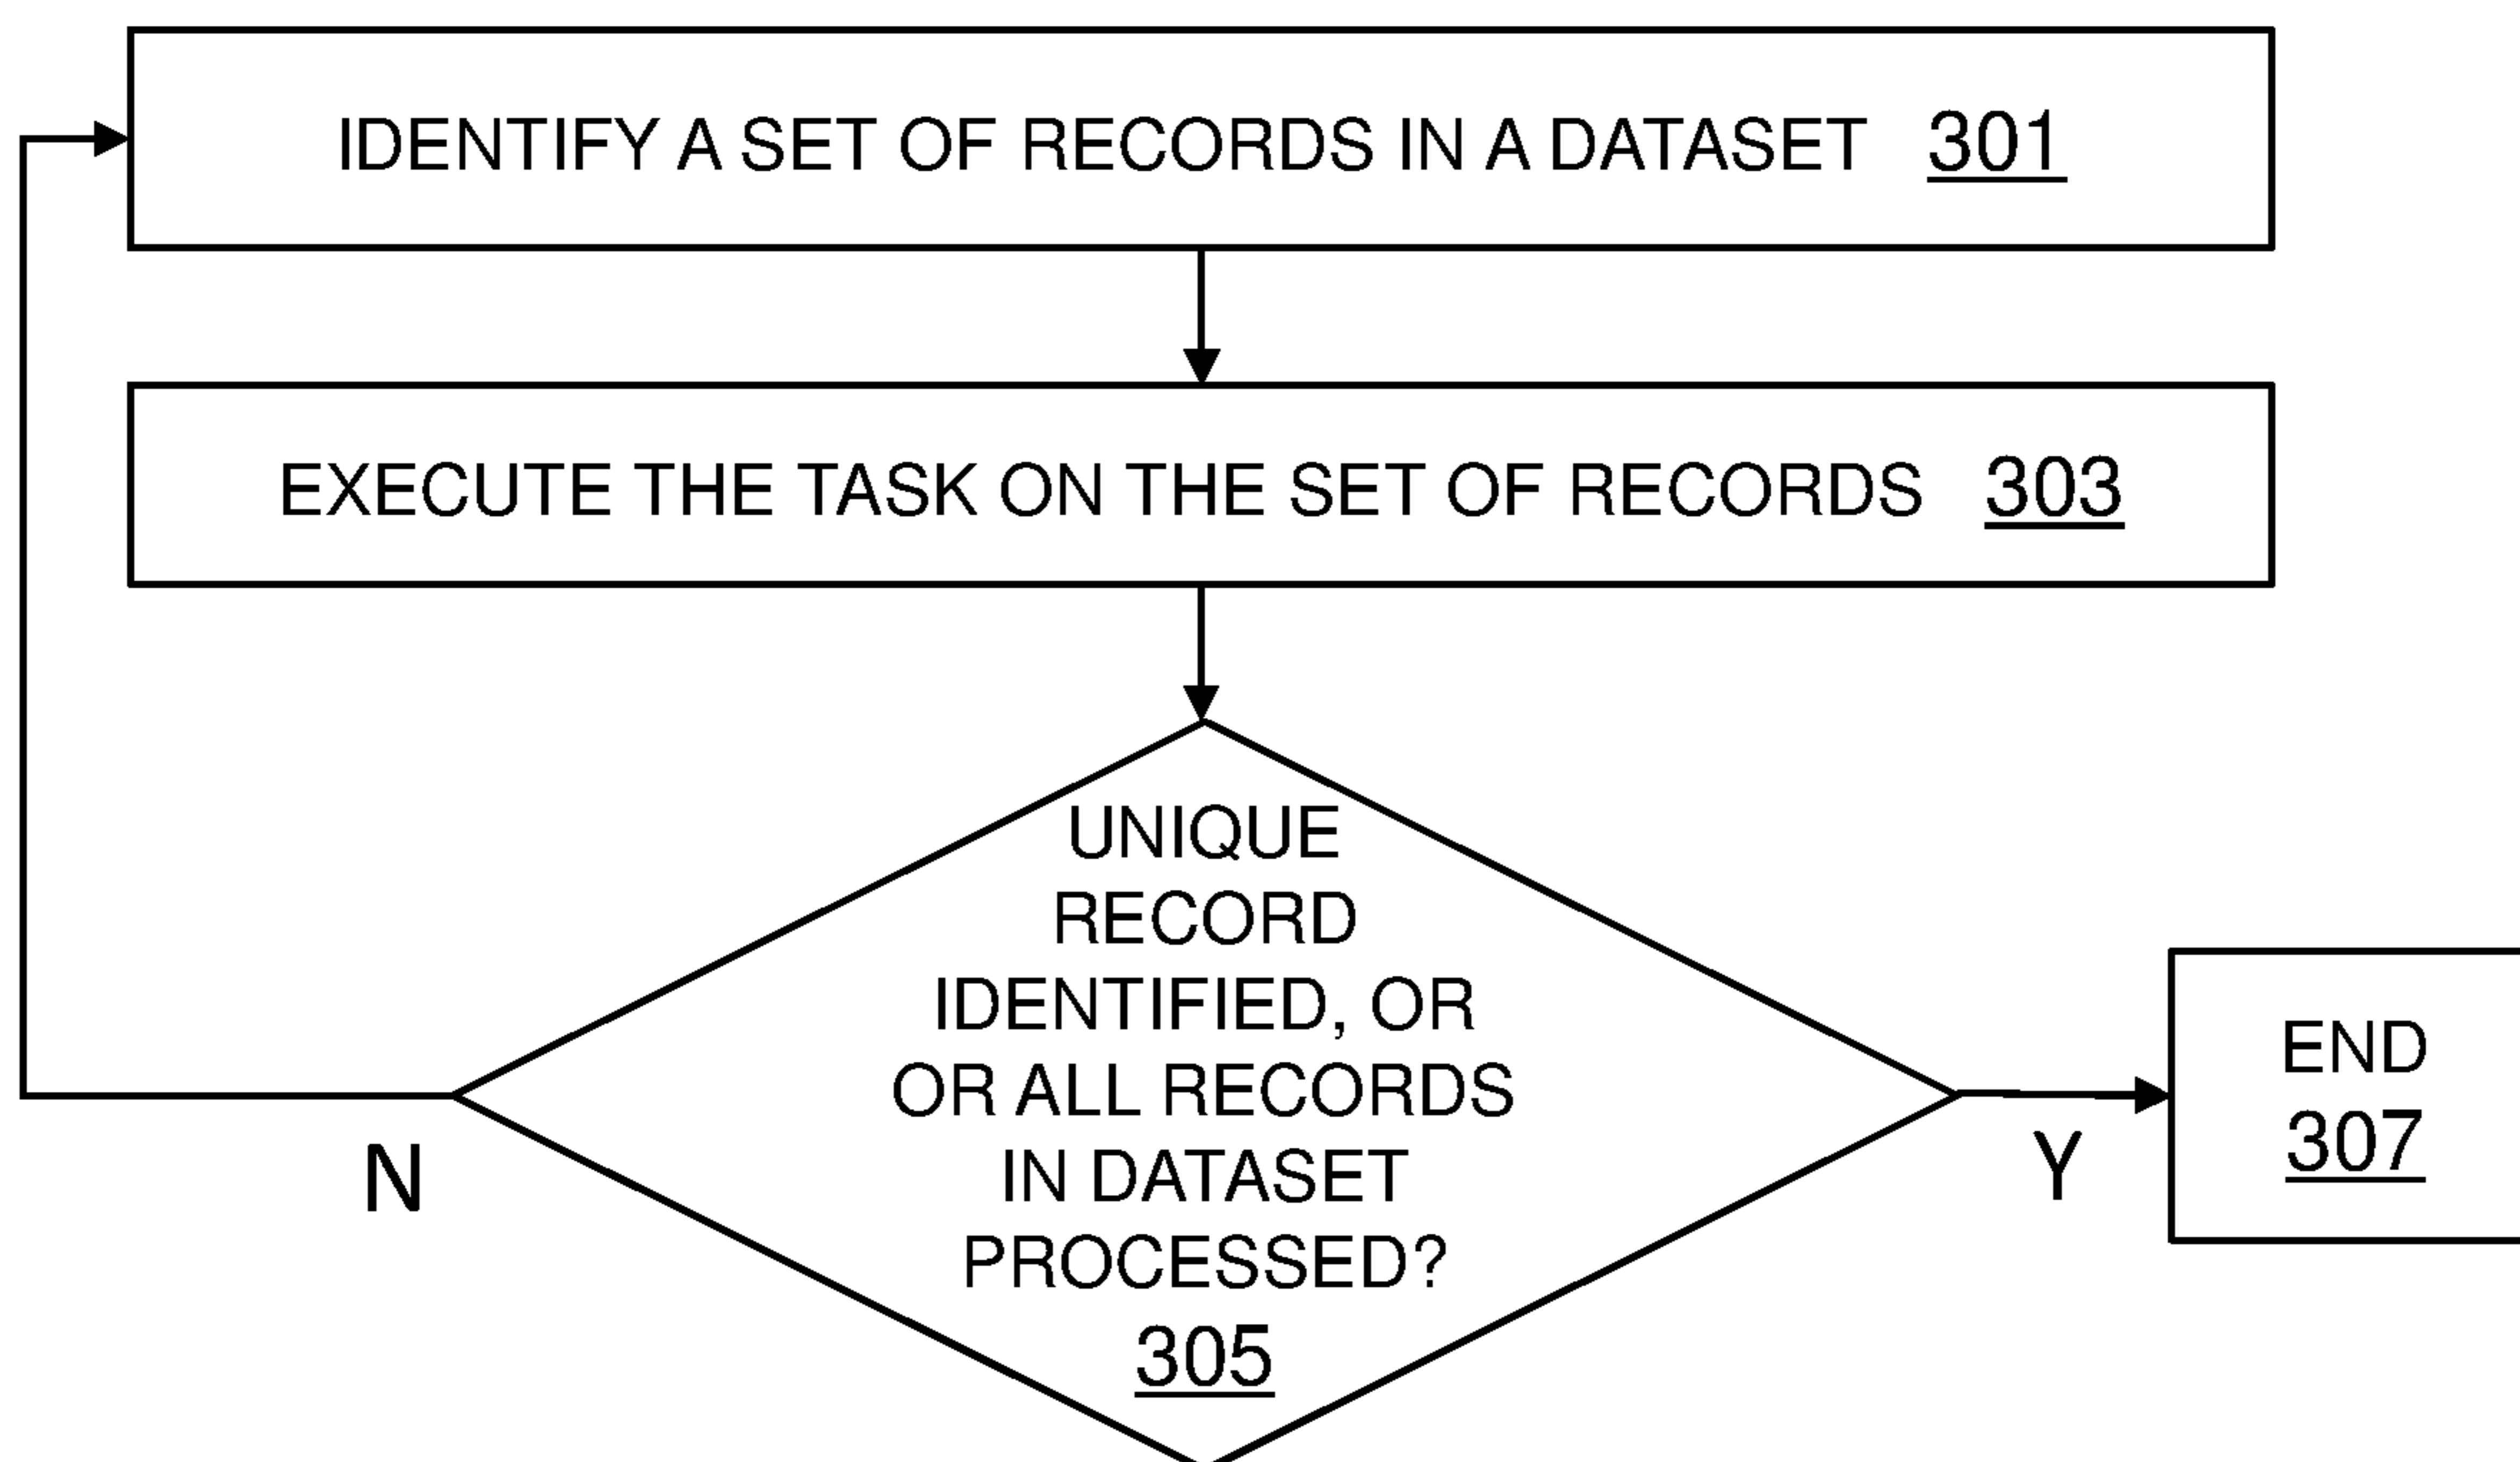 IDENTIFY A SET OF RECORDS IN A DATASET 301
EXECUTE THE TASK ON THE SET OF RECORDS 303
UNIQUE
RECORD
IDENTIFIED, OR
OR ALL RECORDS
IN DATASET
PROCESSED?
305
N
Y
END
307